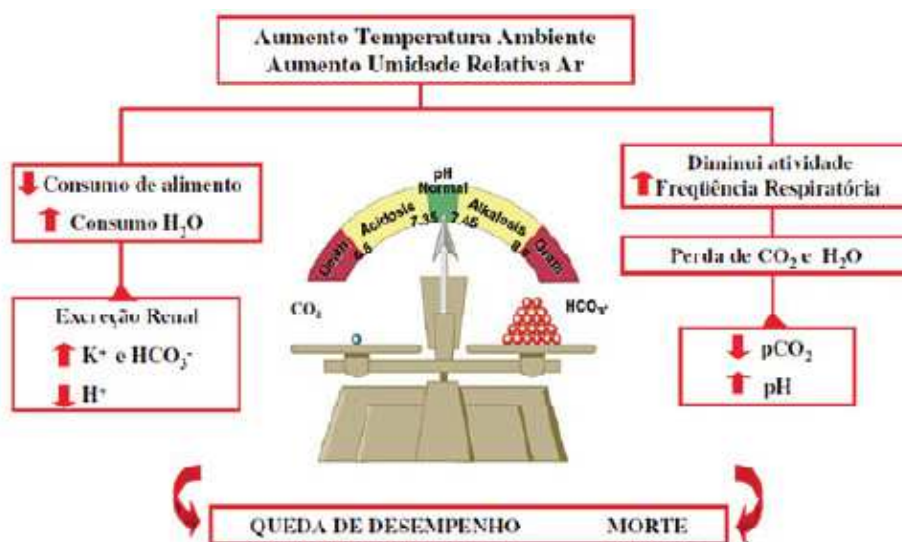 Aumento Temperatura Ambiente
Aumento Umidade Relativa Ar
Consumo de alimento
Consumo H₂O
Excreção Renal
K⁺ e HCO₃⁻
H⁺
pH
Normal
Acidosis
Alkalosis
7.35
7.45
Death
CO₂
HCO₃⁻
Diminui atividade
Freqüência Respiratória
Perda de CO₂ e H₂O
pCO₂
pH
QUEDA DE DESEMPENHO MORTE